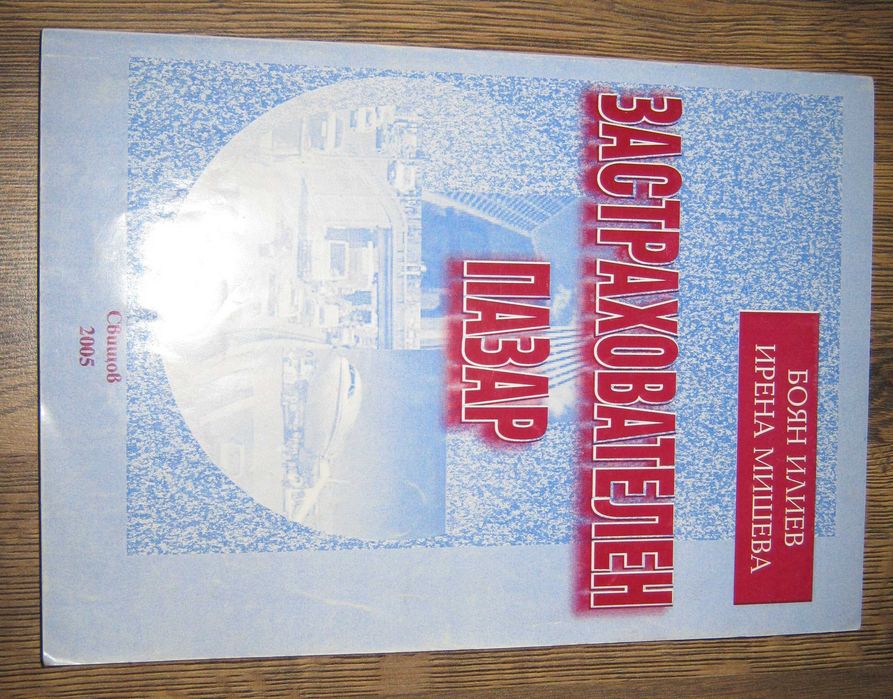 БОЯН ИЛИЕВ
ИРЕНА МИШЕВА
ЗАСТРАХОВАТЕЛЕН
ПАЗАР
Свищов
2005